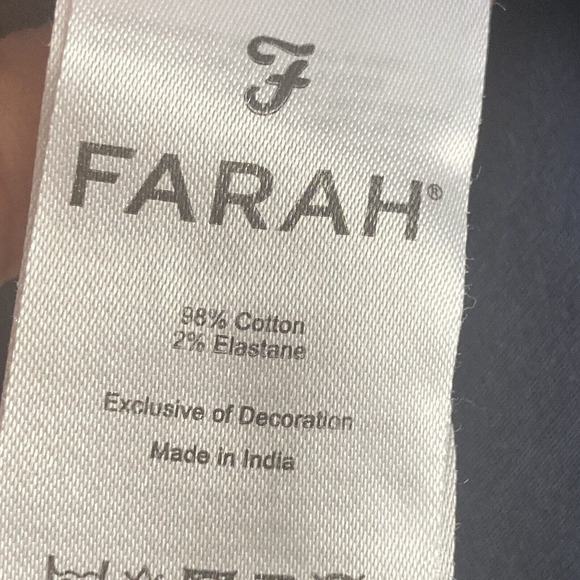 F
FARAH®
98% Cotton
2% Elastane
Exclusive of Decoration
Made in India